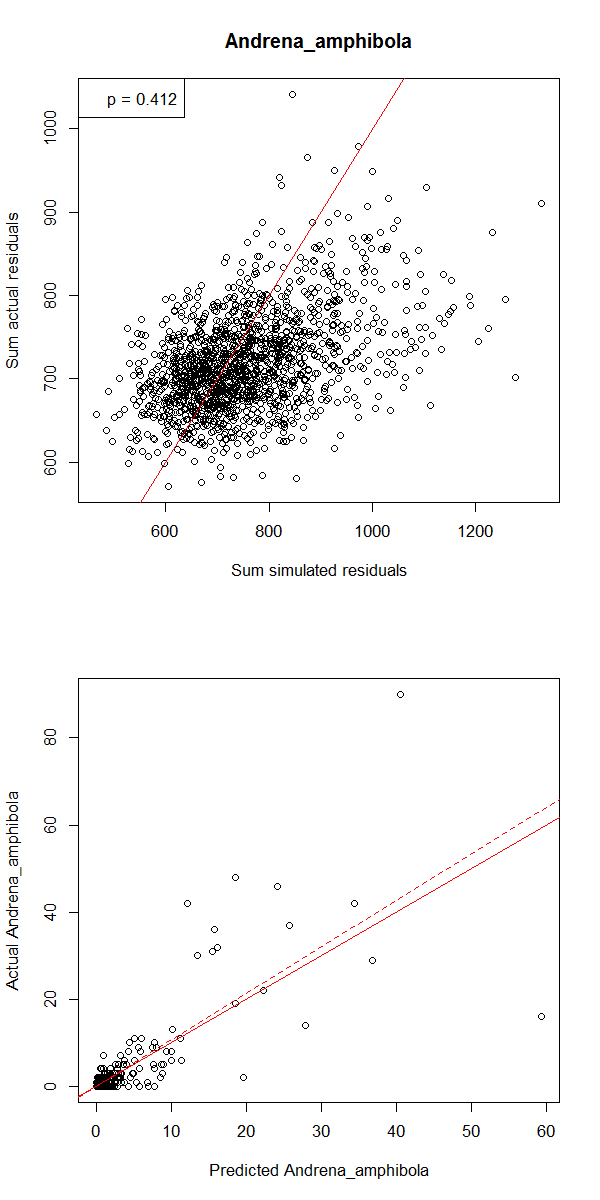 Andrena_amphibola
p = 0.412
Sum actual residuals
1000
900
800
700
600
600 800 1000 1200
Sum simulated residuals
Actual Andrena_amphibola
80
60
40
20
0
0 10 20 30 40 50 60
Predicted Andrena_amphibola